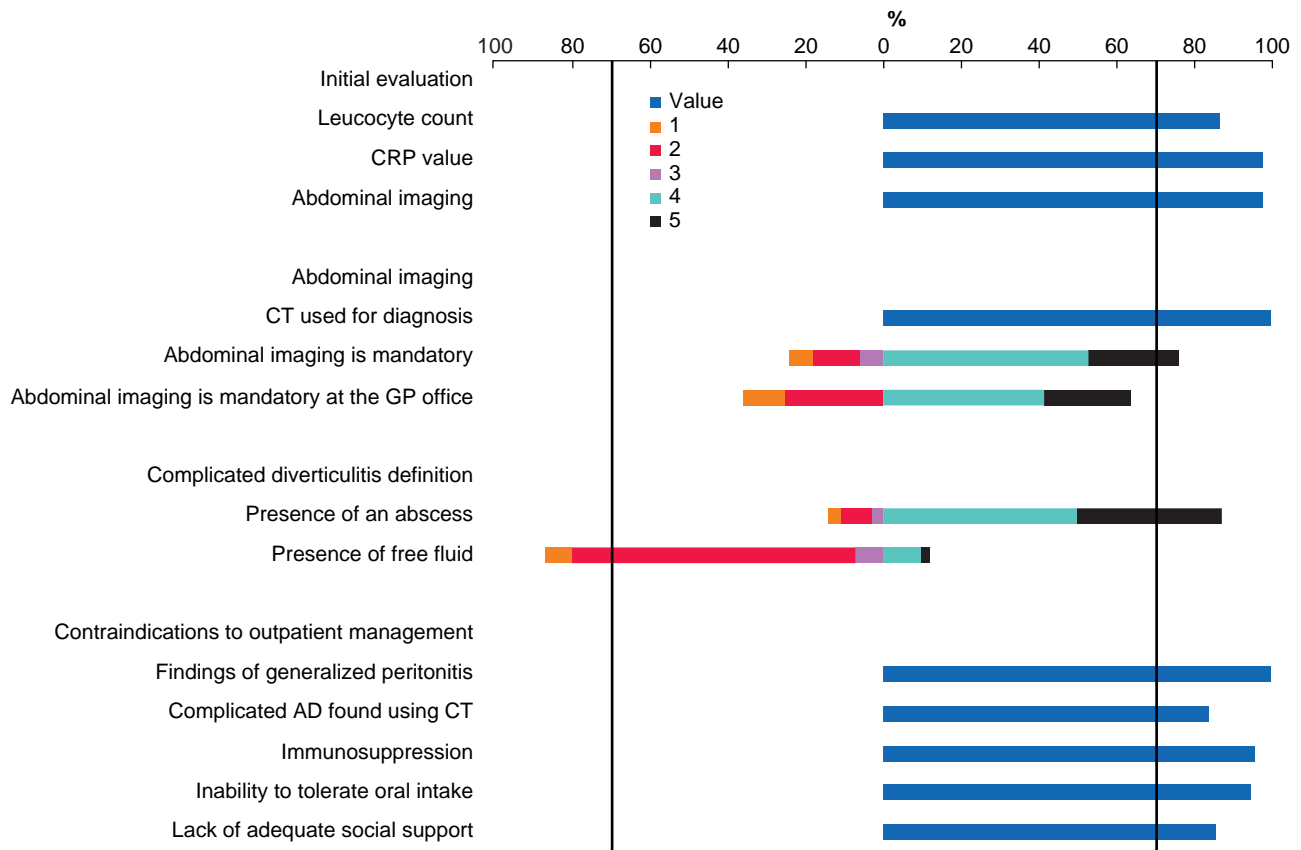 %
100 80 60 40 20 0 20 40 60 80 100
Initial evaluation
Leucocyte count
CRP value
Abdominal imaging
Value
1
2
3
4
5
Abdominal imaging
CT used for diagnosis
Abdominal imaging is mandatory
Abdominal imaging is mandatory at the GP office
Complicated diverticulitis definition
Presence of an abscess
Presence of free fluid
Contraindications to outpatient management
Findings of generalized peritonitis
Complicated AD found using CT
Immunosuppression
Inability to tolerate oral intake
Lack of adequate social support